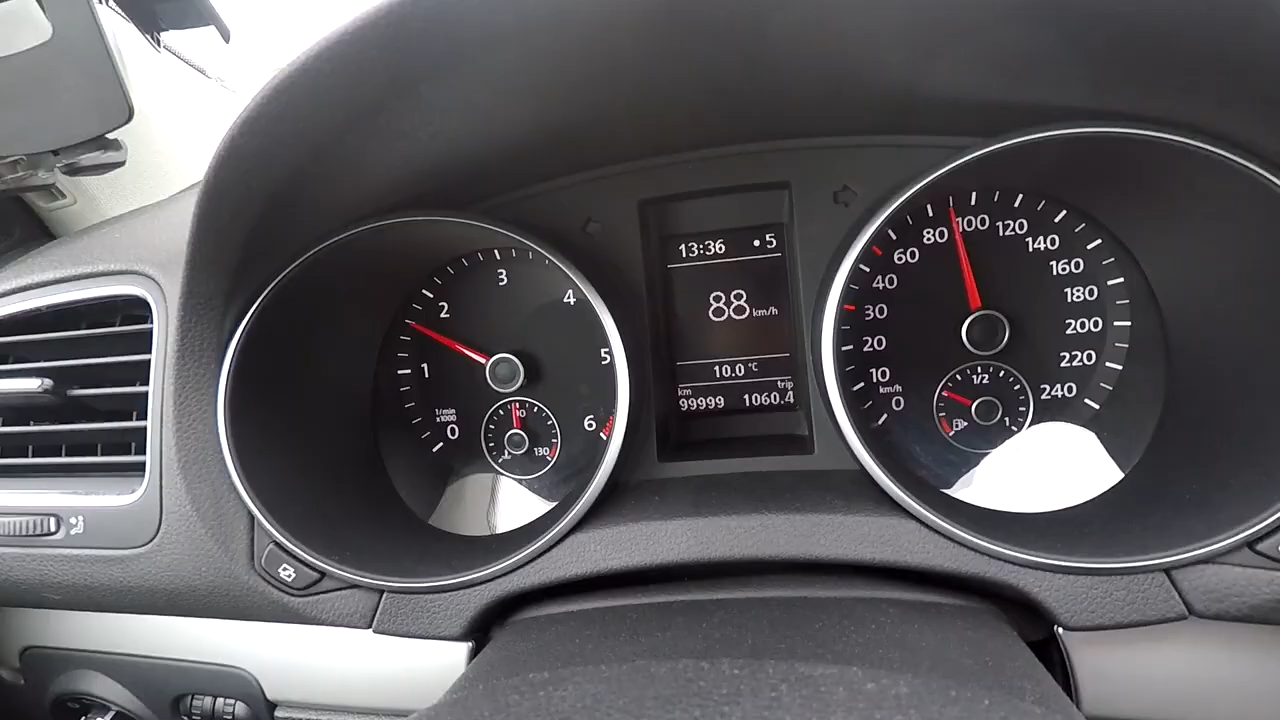 13:36 • 5
88 km/h
10.0 °C
km trip
99999 1060.4
0 1 2 3 4 5 6
1/min
x1000
130
0 10 20 30 40 60 80 100 120 140 160 180 200 220 240
km/h
1/2
1